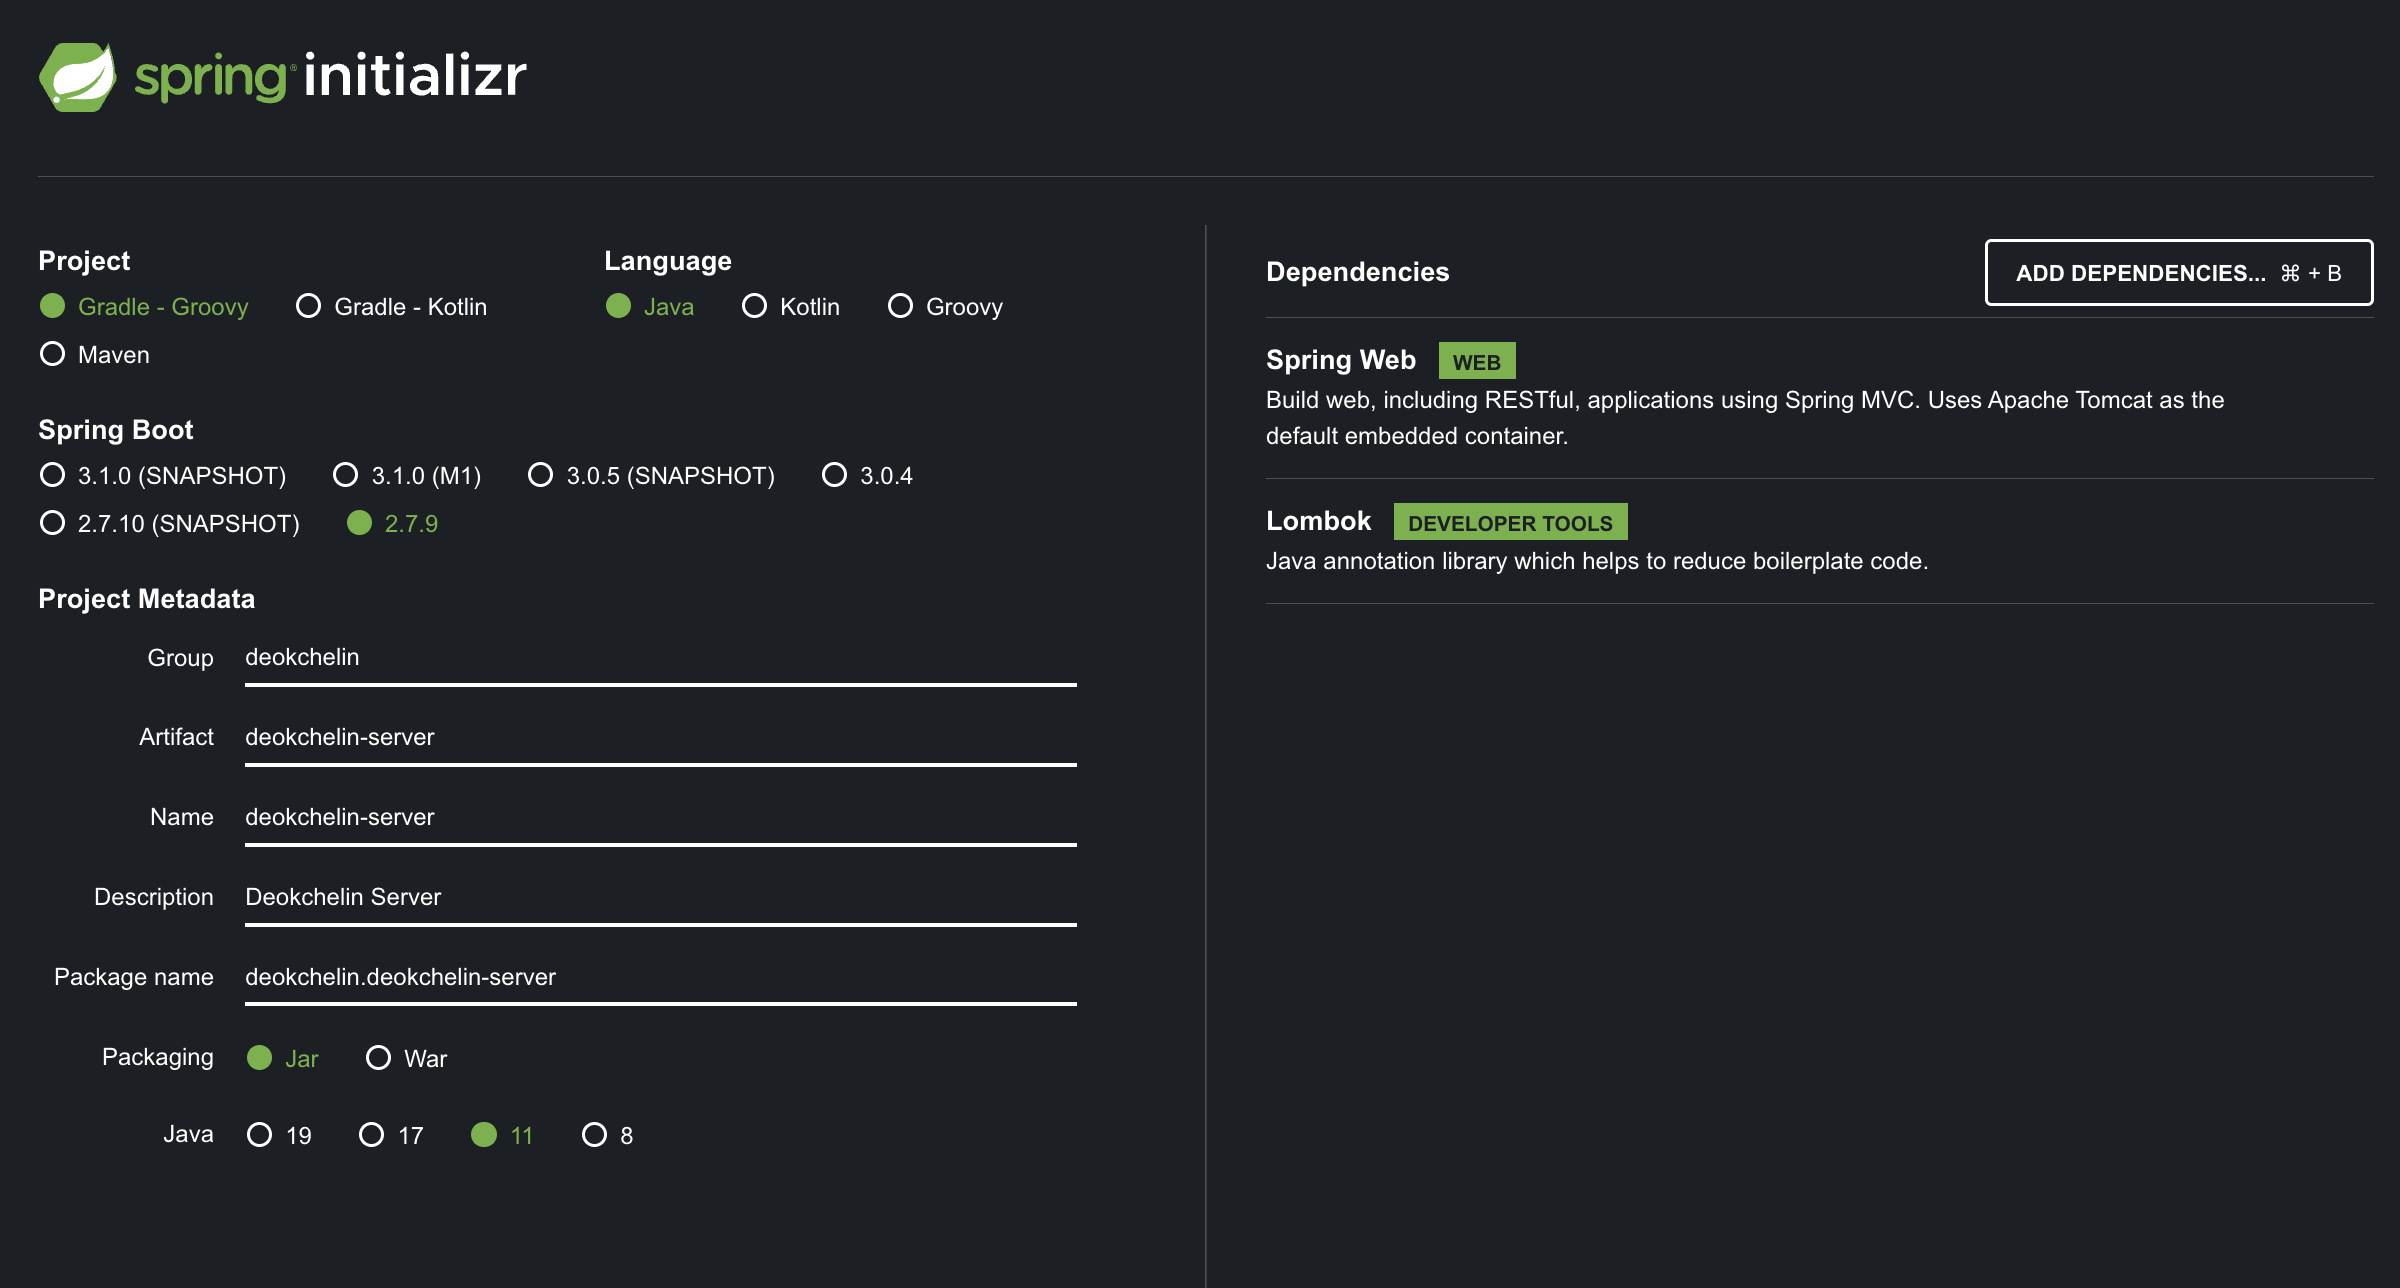 spring initializr
Project
Gradle - Groovy Gradle - Kotlin
Maven
Language
Java Kotlin Groovy
Spring Boot
3.1.0 (SNAPSHOT) 3.1.0 (M1) 3.0.5 (SNAPSHOT) 3.0.4
2.7.10 (SNAPSHOT) 2.7.9
Project Metadata
Group deokchelin
Artifact deokchelin-server
Name deokchelin-server
Description Deokchelin Server
Package name deokchelin.deokchelin-server
Packaging Jar War
Java 19 17 11 8
Dependencies ADD DEPENDENCIES... ⌘ + B
Spring Web WEB
Build web, including RESTful, applications using Spring MVC. Uses Apache Tomcat as the
default embedded container.
Lombok DEVELOPER TOOLS
Java annotation library which helps to reduce boilerplate code.